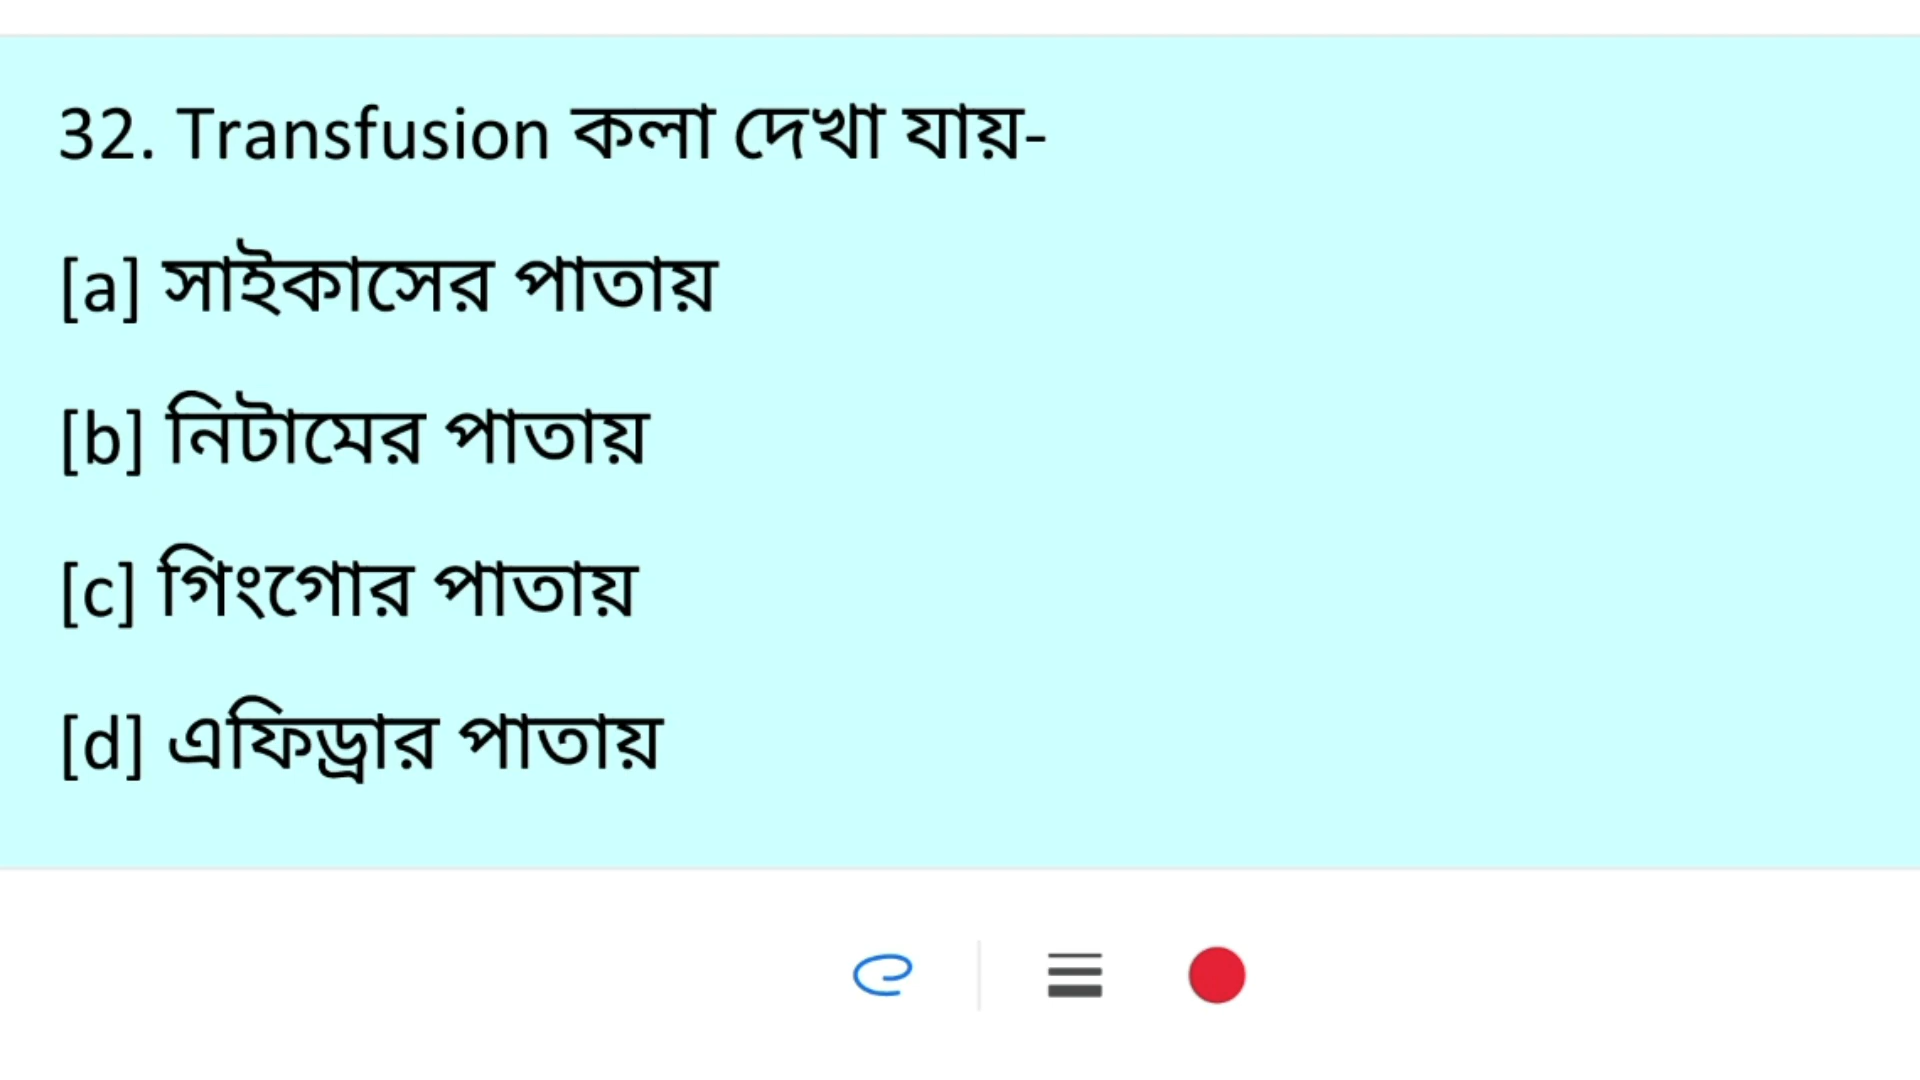 32. Transfusion কলা দেখা যায়-
[a] সাইকাসের পাতায়
[b] নিটামের পাতায়
[c] গিংগোর পাতায়
[d] এফিড্রার পাতায়